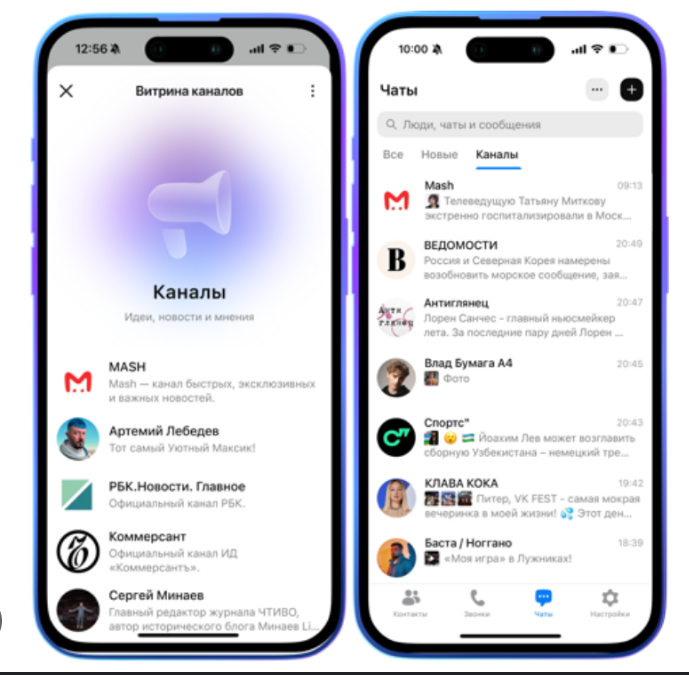 12:56
Витрина каналов
Каналы
Идеи, новости и мнения
MASH
Mash — канал быстрых, эксклюзивных
и важных новостей.
Артемий Лебедев
Тот самый Уютный Максик!
РБК.Новости. Главное
Официальный канал РБК.
Коммерсант
Официальный канал ИД
«Коммерсантъ».
Сергей Минаев
Главный редактор журнала ЧТИВО,
автор исторического блога Минаев Li...
10:00
Чаты
Люди, чаты и сообщения
Все Новые Каналы
Mash 09:13
Телеведущую Татьяну Миткову
экстренно госпитализировали в Моск...
В
ВЕДОМОСТИ 20:49
Россия и Северная Корея намерены
возобновить морское сообщение, зая...
Анти
глянец
Антиглянец 20:47
Лорен Санчес - главный ньюсмейкер
лета. За последние пару дней Лорен ...
Влад Бумага А4 20:45
Фото
Спортс" 20:43
Йоахим Лев может возглавить
сборную Узбекистана – немецкий тре...
КЛАВА КОКА 19:42
Питер, VK FEST - самая мокрая
вечеринка в моей жизни! Этот ден...
Баста / Ноггано 18:39
«Моя игра» в Лужниках!
Контакты Звонки Чаты Настройки